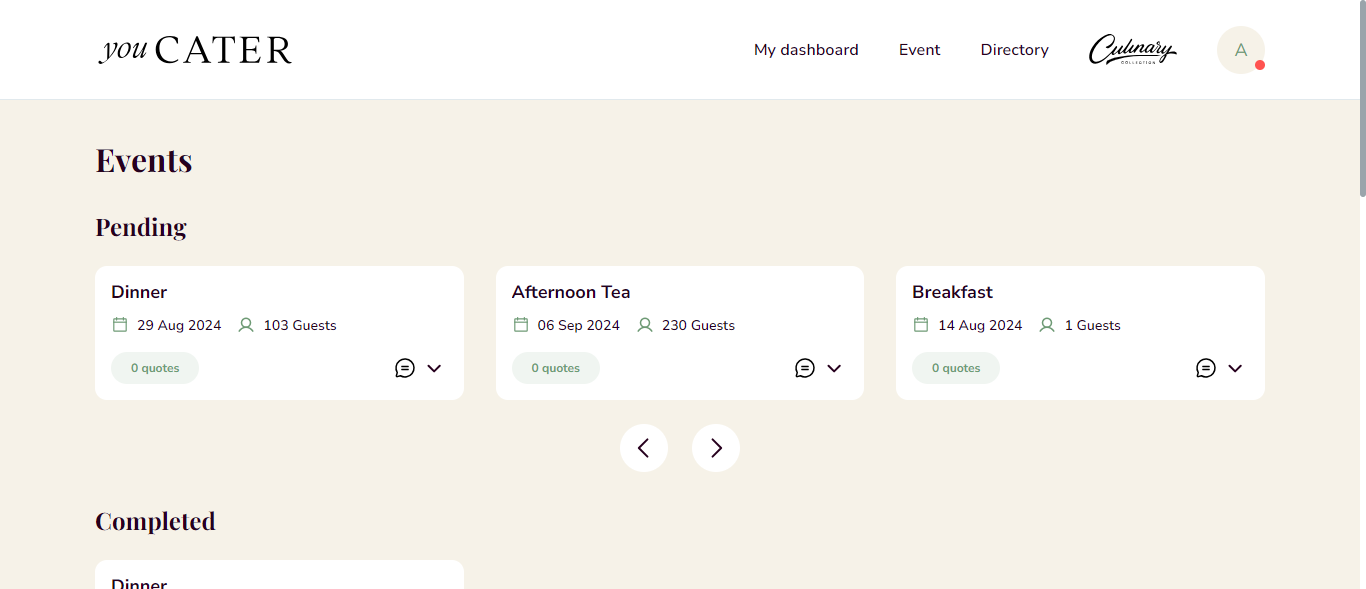 you CATER
My dashboard Event Directory Culinary COLLECTION A
Events
Pending
Dinner Afternoon Tea Breakfast
29 Aug 2024 103 Guests 06 Sep 2024 230 Guests 14 Aug 2024 1 Guests
0 quotes 0 quotes 0 quotes
Completed
Dinner